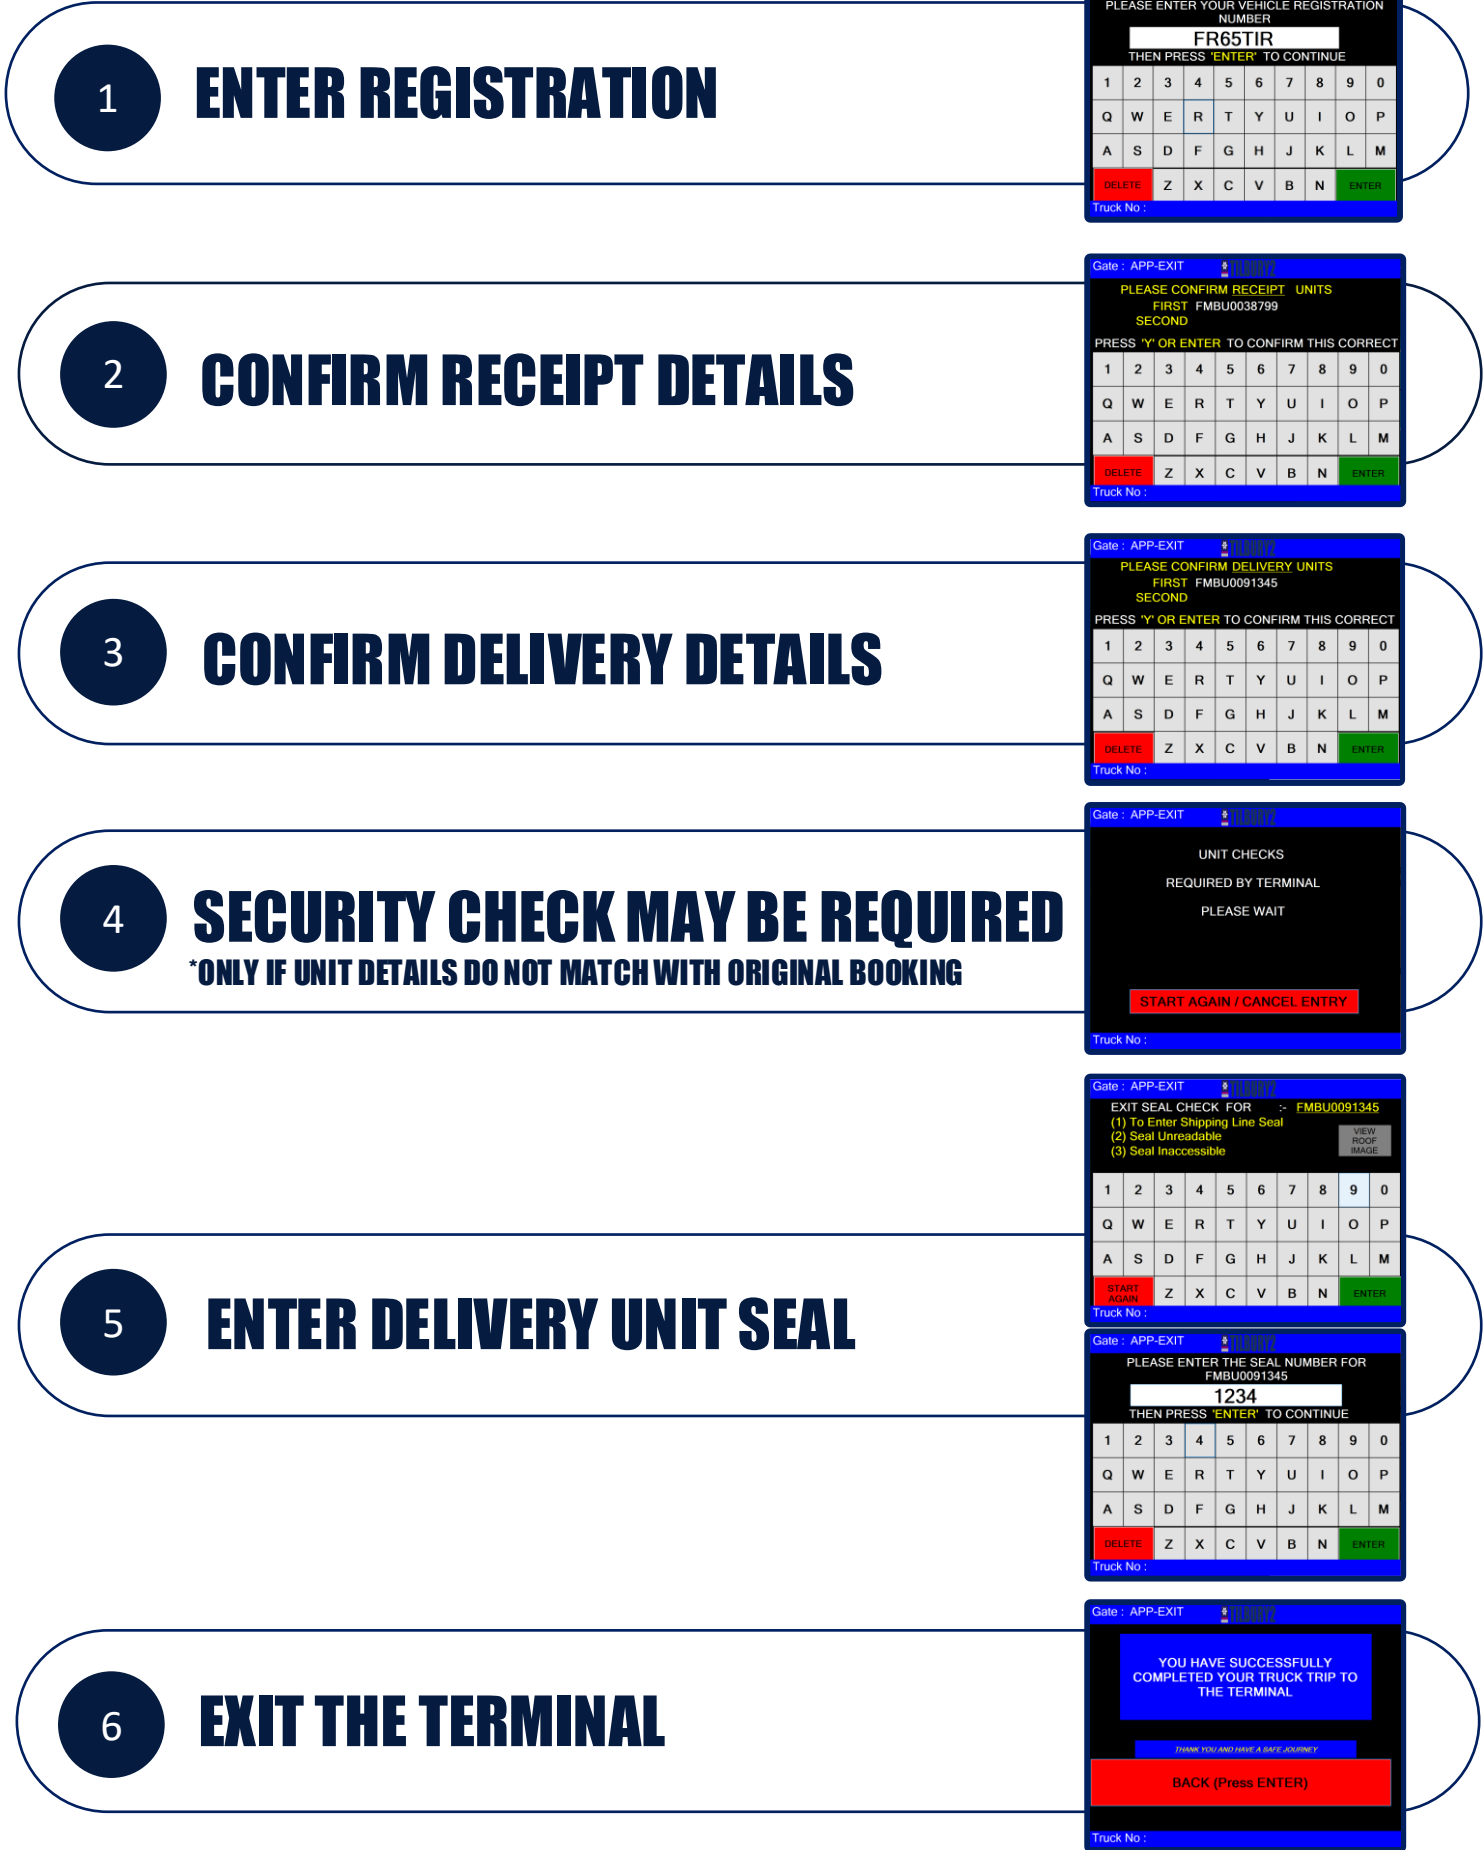 PLEASE ENTER YOUR VEHICLE REGISTRATION
NUMBER
FR65TIR
THEN PRESS 'ENTER' TO CONTINUE
1 2 3 4 5 6 7 8 9 0
Q W E R T Y U I O P
A S D F G H J K L M
DELETE Z X C V B N ENTER
Truck No :
1
ENTER REGISTRATION
Gate : APP-EXIT TILBURY2
PLEASE CONFIRM RECEIPT UNITS
FIRST FMBU0038799
SECOND
PRESS 'Y' OR ENTER TO CONFIRM THIS CORRECT
1 2 3 4 5 6 7 8 9 0
Q W E R T Y U I O P
A S D F G H J K L M
DELETE Z X C V B N ENTER
Truck No :
2
CONFIRM RECEIPT DETAILS
Gate : APP-EXIT TILBURY2
PLEASE CONFIRM DELIVERY UNITS
FIRST FMBU0091345
SECOND
PRESS 'Y' OR ENTER TO CONFIRM THIS CORRECT
1 2 3 4 5 6 7 8 9 0
Q W E R T Y U I O P
A S D F G H J K L M
DELETE Z X C V B N ENTER
Truck No :
3
CONFIRM DELIVERY DETAILS
Gate : APP-EXIT TILBURY2
UNIT CHECKS
REQUIRED BY TERMINAL
PLEASE WAIT
START AGAIN / CANCEL ENTRY
Truck No :
4
SECURITY CHECK MAY BE REQUIRED
*ONLY IF UNIT DETAILS DO NOT MATCH WITH ORIGINAL BOOKING
Gate : APP-EXIT TILBURY2
EXIT SEAL CHECK FOR :- FMBU0091345
(1) To Enter Shipping Line Seal
(2) Seal Unreadable
(3) Seal Inaccessible
VIEW
ROOF
IMAGE
1 2 3 4 5 6 7 8 9 0
Q W E R T Y U I O P
A S D F G H J K L M
START
AGAIN
Z X C V B N ENTER
Truck No :
5
ENTER DELIVERY UNIT SEAL
Gate : APP-EXIT TILBURY2
PLEASE ENTER THE SEAL NUMBER FOR
FMBU0091345
1234
THEN PRESS 'ENTER' TO CONTINUE
1 2 3 4 5 6 7 8 9 0
Q W E R T Y U I O P
A S D F G H J K L M
DELETE Z X C V B N ENTER
Truck No :
Gate : APP-EXIT TILBURY2
YOU HAVE SUCCESSFULLY
COMPLETED YOUR TRUCK TRIP TO
THE TERMINAL
THANK YOU AND HAVE A SAFE JOURNEY
BACK (Press ENTER)
Truck No :
6
EXIT THE TERMINAL